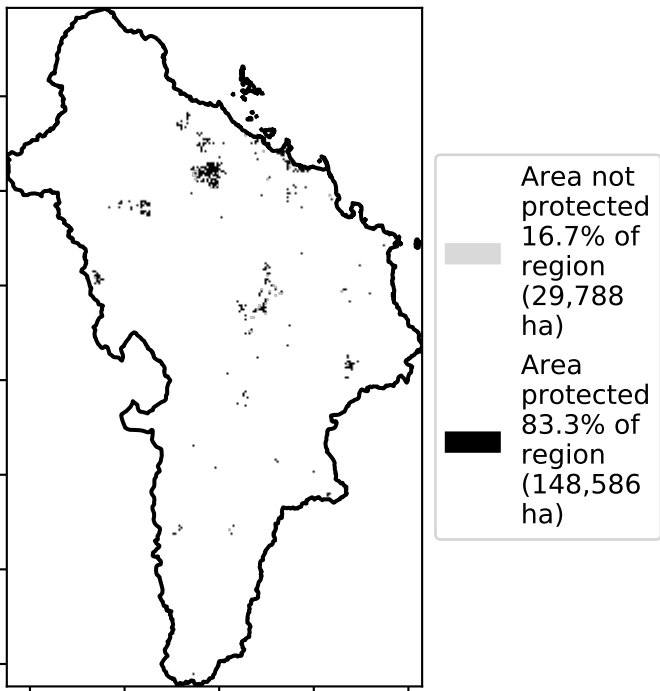 Area not
protected
16.7% of
region
(29,788
ha)
Area
protected
83.3% of
region
(148,586
ha)